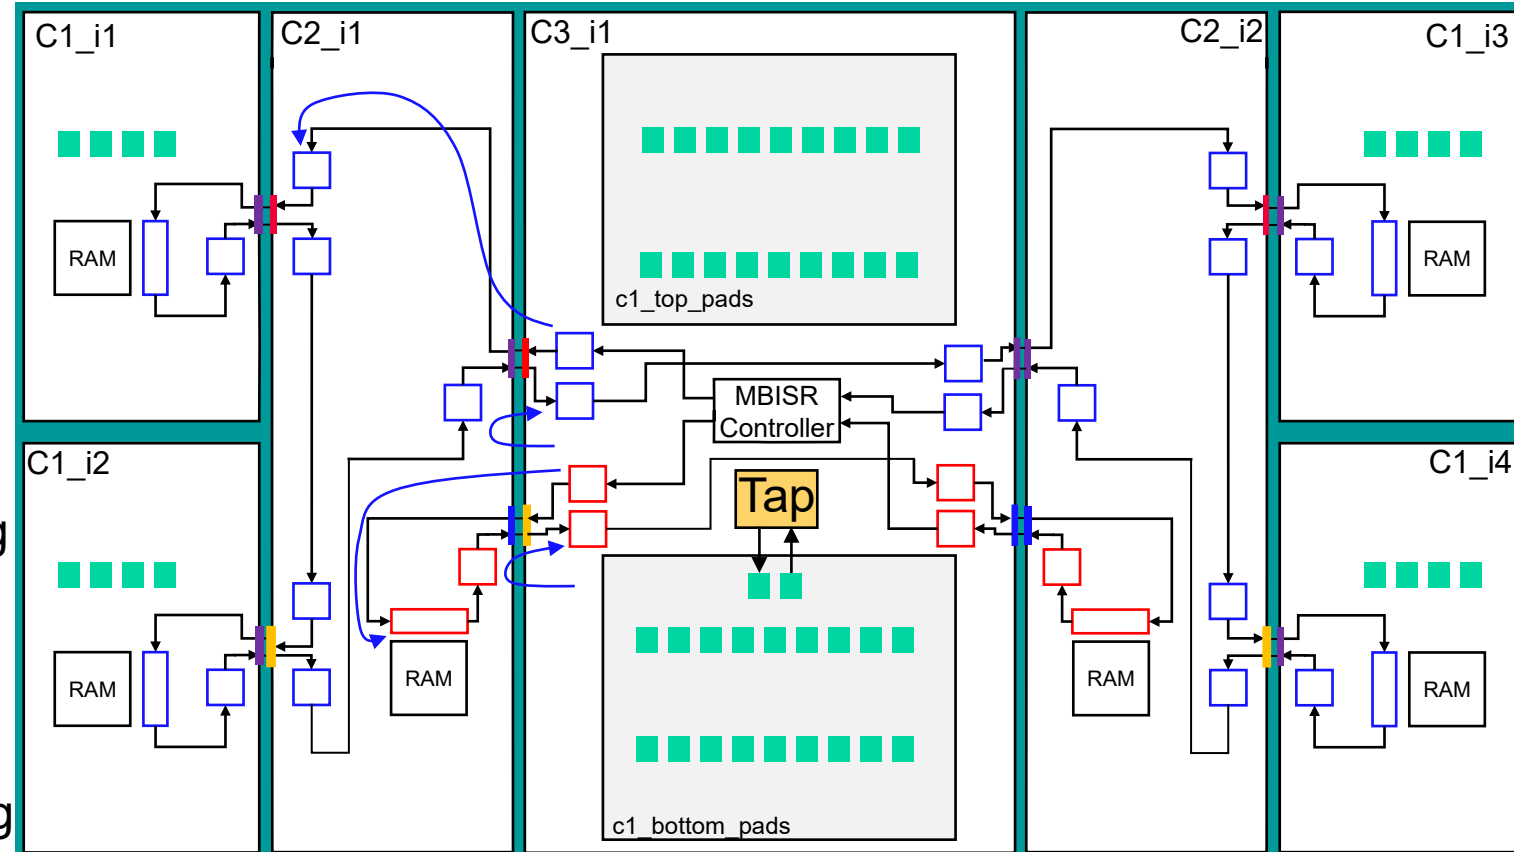 C1_i1
C2_i1
C3_i1
C2_i2
C1_i3
RAM
RAM
c1_top_pads
MBISR
Controller
C1_i2
C1_i4
Tap
g
RAM
RAM
RAM
RAM
g
c1_bottom_pads